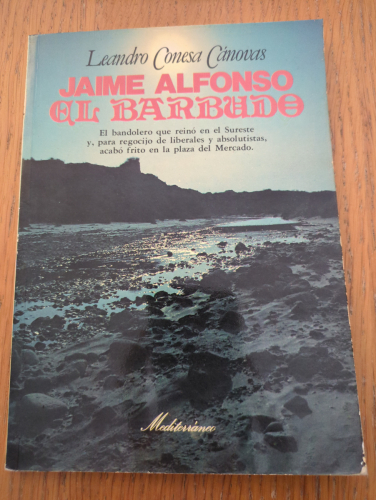 Leandro Conesa Cánovas
JAIME ALFONSO
EL BARBUDO
El bandolero que reinó en el Sureste
y, para regocijo de liberales y absolutistas,
acabó frito en la plaza del Mercado.
Mediterráneo